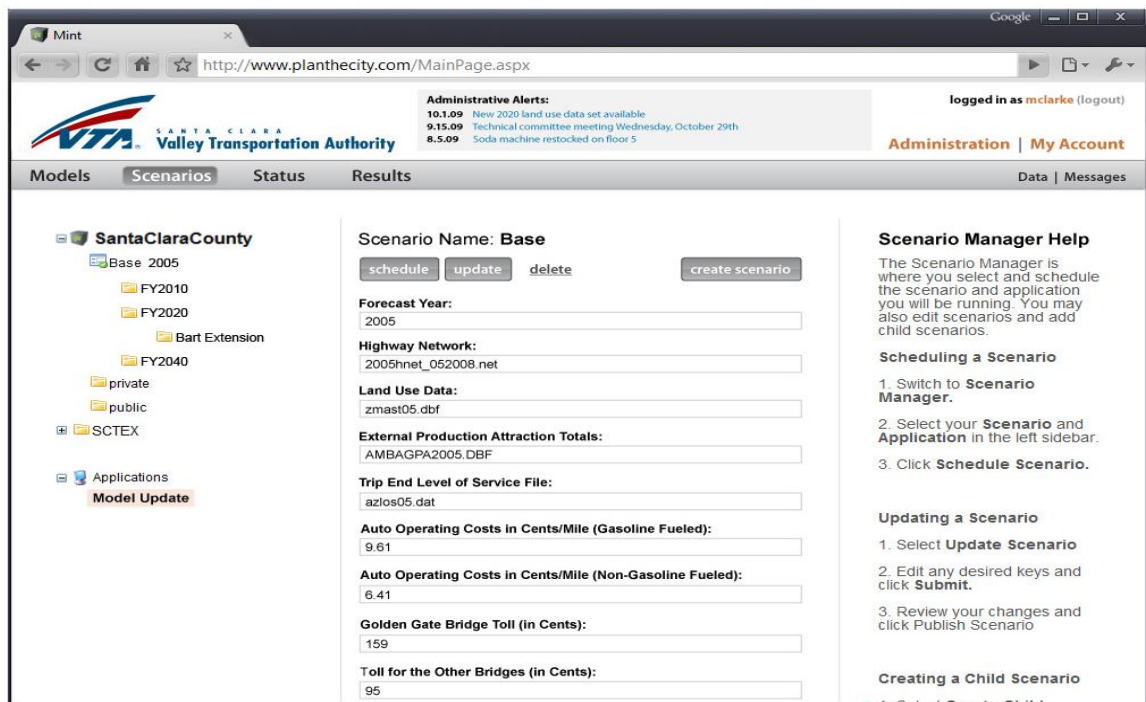 Google
Mint
http://www.planthecity.com/MainPage.aspx
VTA
SANTA CLARA
Valley Transportation Authority
Administrative Alerts:
10.1.09 New 2020 land use data set available
9.15.09 Technical committee meeting Wednesday, October 29th
8.5.09 Soda machine restocked on floor 5
logged in as mclarke (logout)
Administration | My Account
Models Scenarios Status Results
Data | Messages
SantaClaraCounty
Base 2005
FY2010
FY2020
Bart Extension
FY2040
private
public
SCTEX
Applications
Model Update
Scenario Name: Base
schedule update delete create scenario
Forecast Year:
2005
Highway Network:
2005hnet_052008.net
Land Use Data:
zmast05.dbf
External Production Attraction Totals:
AMBAGPA2005.DBF
Trip End Level of Service File:
azlos05.dat
Auto Operating Costs in Cents/Mile (Gasoline Fueled):
9.61
Auto Operating Costs in Cents/Mile (Non-Gasoline Fueled):
6.41
Golden Gate Bridge Toll (in Cents):
159
Toll for the Other Bridges (in Cents):
95
Scenario Manager Help
The Scenario Manager is
where you select and schedule
the scenario and application
you will be running. You may
also edit scenarios and add
child scenarios.
Scheduling a Scenario
1. Switch to Scenario
Manager.
2. Select your Scenario and
Application in the left sidebar.
3. Click Schedule Scenario.
Updating a Scenario
1. Select Update Scenario
2. Edit any desired keys and
click Submit.
3. Review your changes and
click Publish Scenario
Creating a Child Scenario